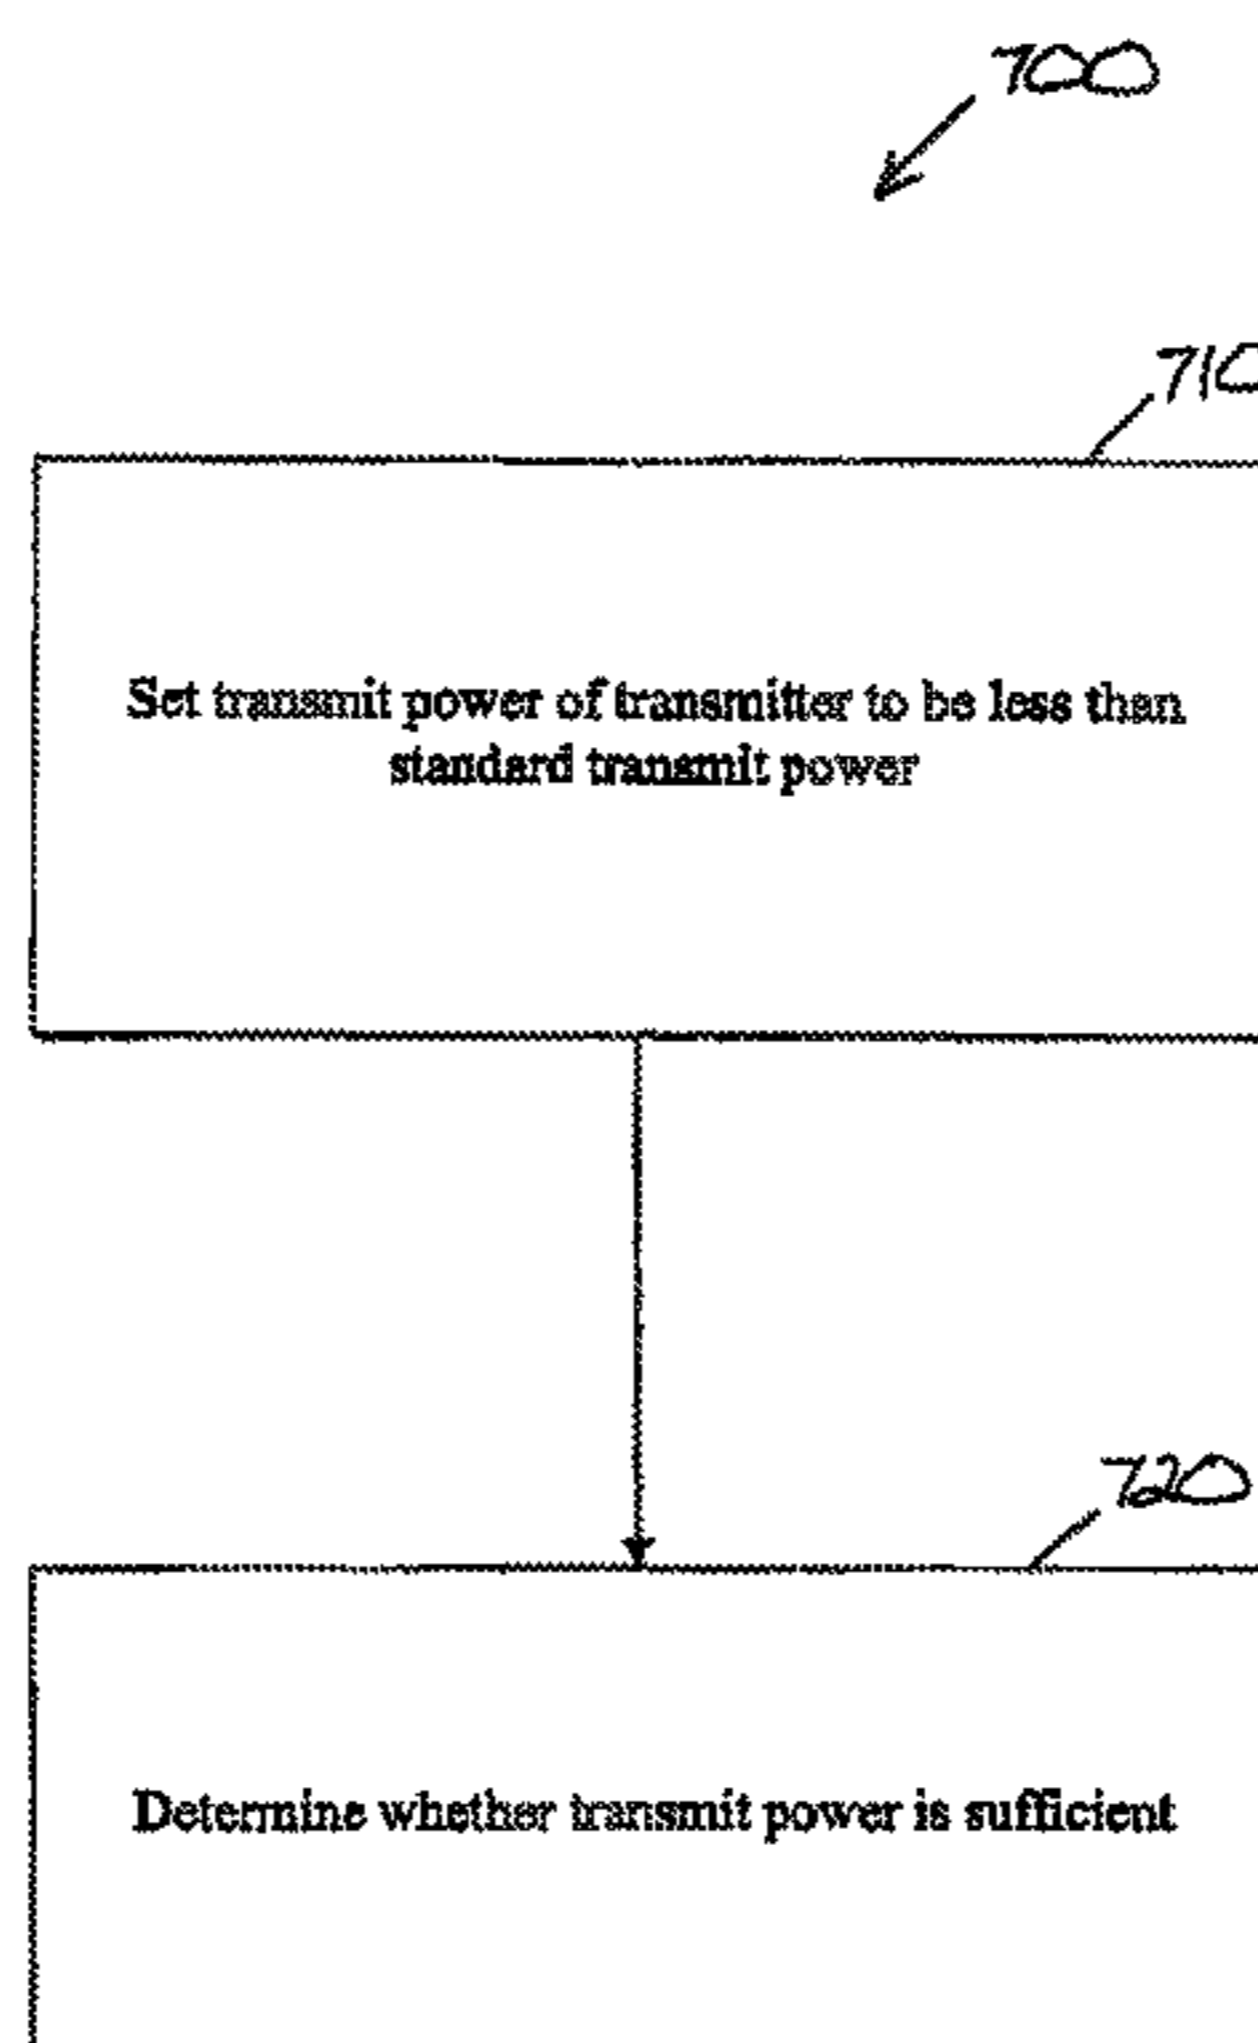 700
710
Set transmit power of transmitter to be less than
standard transmit power
720
Determine whether transmit power is sufficient